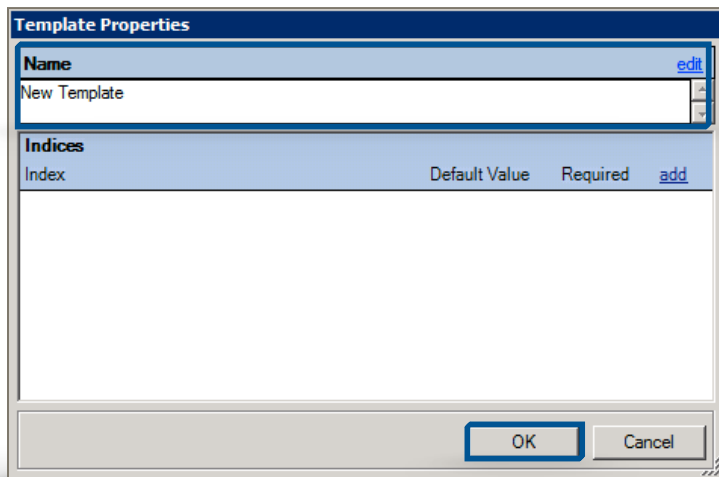 Template Properties
Name edit
New Template
Indices
Index Default Value Required add
OK Cancel